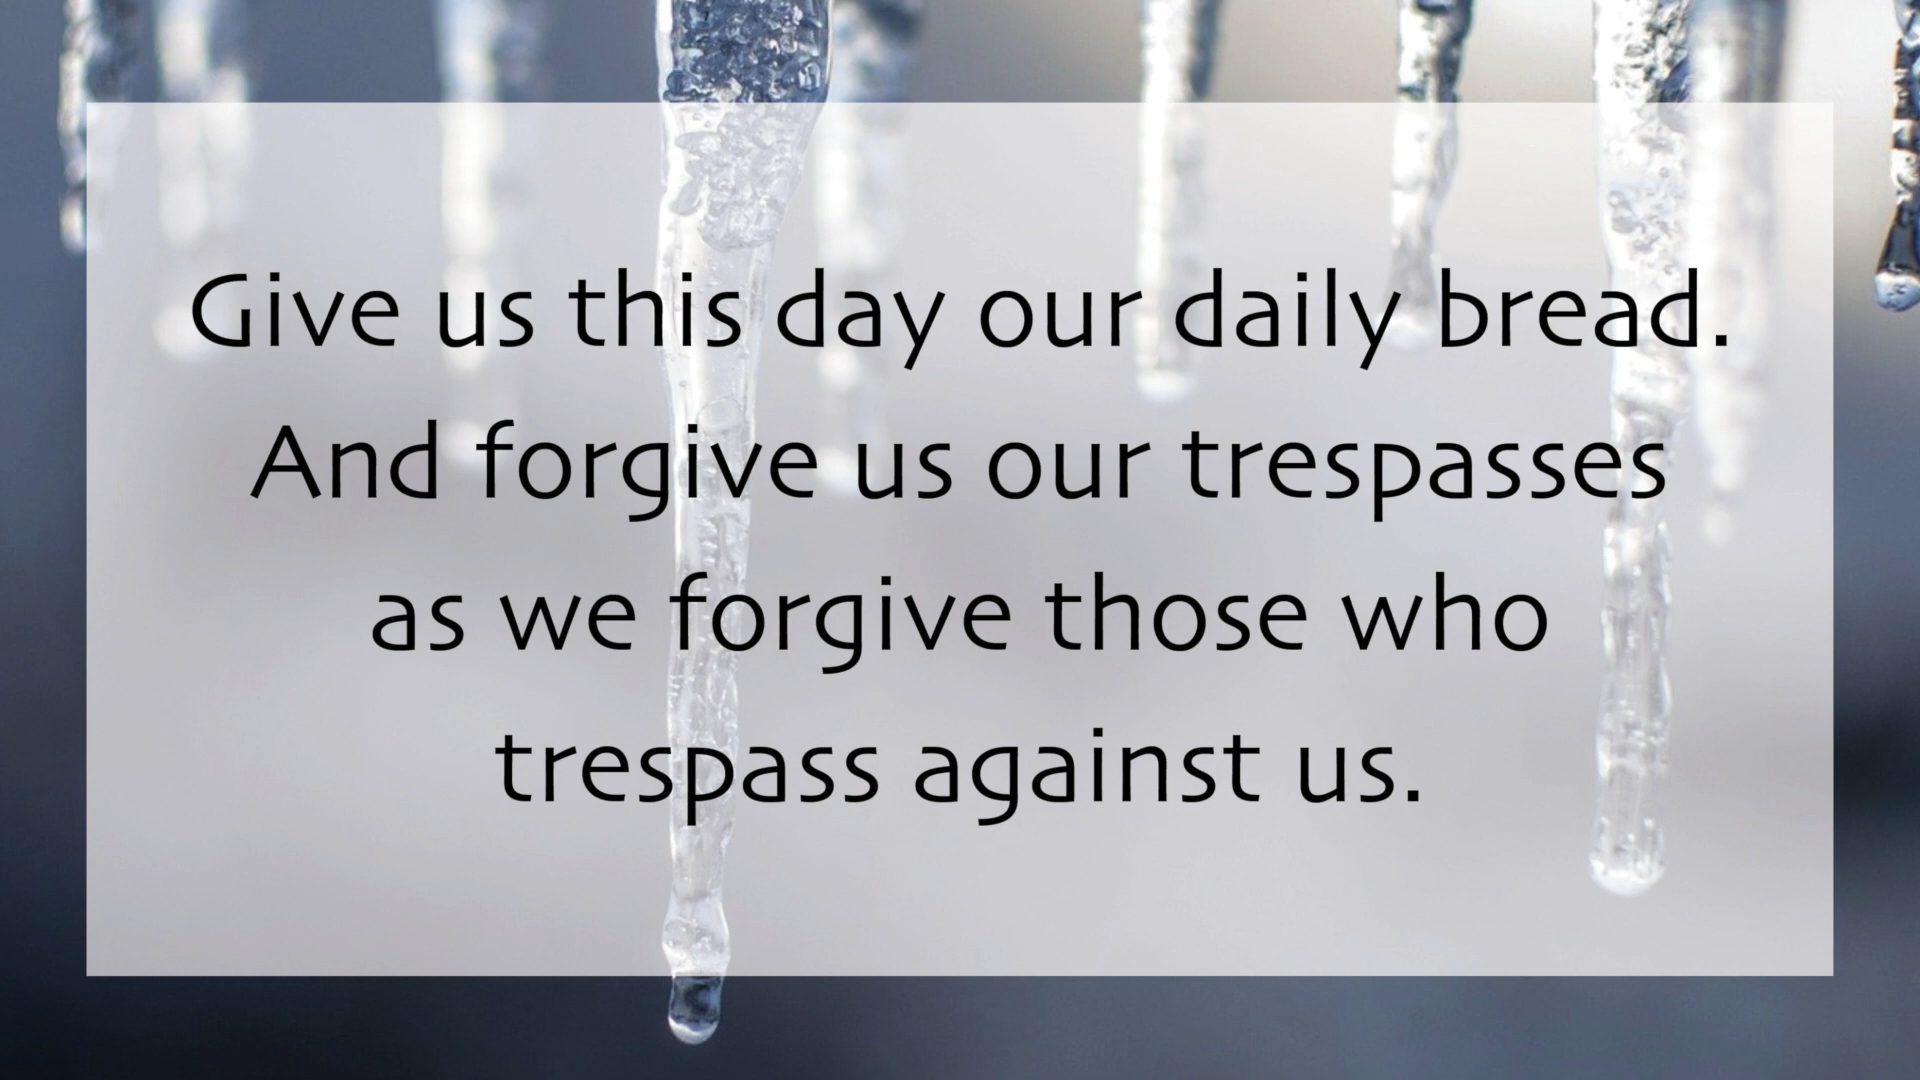 Give us this day our daily bread.
And forgive us our trespasses
as we forgive those who
trespass against us.